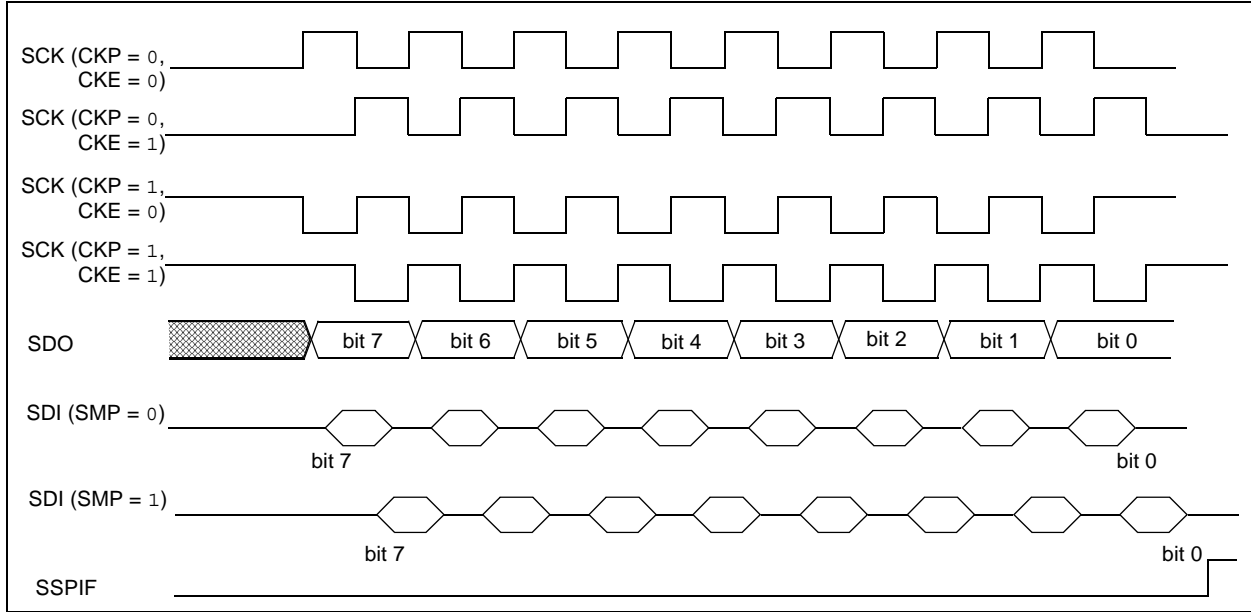 SCK (CKP = 0,
CKE = 0)
SCK (CKP = 0,
CKE = 1)
SCK (CKP = 1,
CKE = 0)
SCK (CKP = 1,
CKE = 1)
SDO
bit 7 bit 6 bit 5 bit 4 bit 3 bit 2 bit 1 bit 0
SDI (SMP = 0)
bit 7 bit 0
SDI (SMP = 1)
bit 7 bit 0
SSPIF